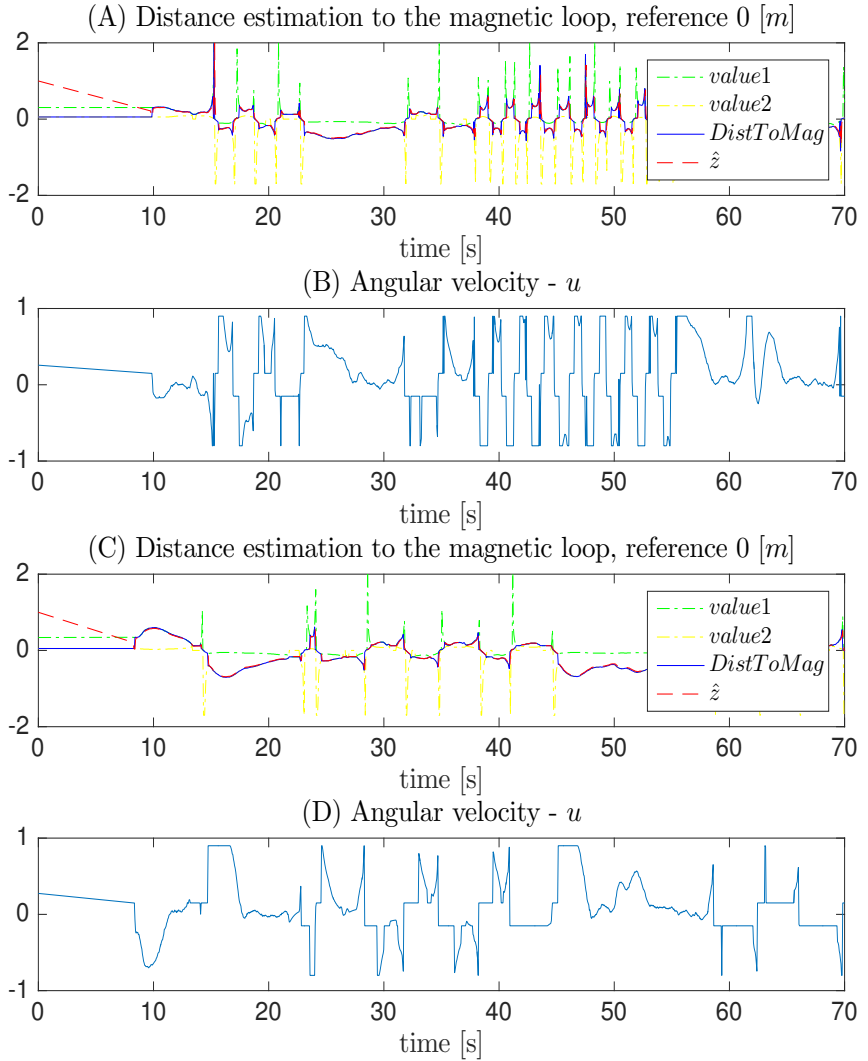 (A) Distance estimation to the magnetic loop, reference 0 [m]
2
0
-2
value1
value2
DistToMag
ẑ
0 10 20 30 40 50 60 70
time [s]
(B) Angular velocity - u
1
0
-1
0 10 20 30 40 50 60 70
time [s]
(C) Distance estimation to the magnetic loop, reference 0 [m]
2
0
-2
value1
value2
DistToMag
ẑ
0 10 20 30 40 50 60 70
time [s]
(D) Angular velocity - u
1
0
-1
0 10 20 30 40 50 60 70
time [s]